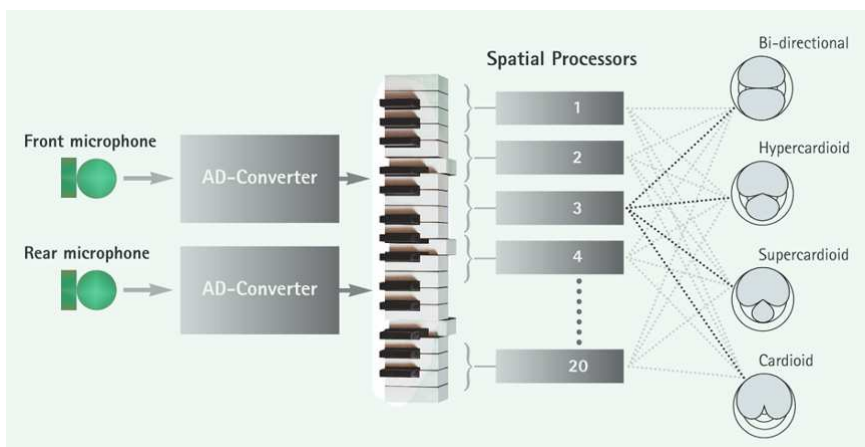 Spatial Processors
Front microphone
AD-Converter
Rear microphone
AD-Converter
1
2
3
4
20
Bi-directional
Hypercardioid
Supercardioid
Cardioid